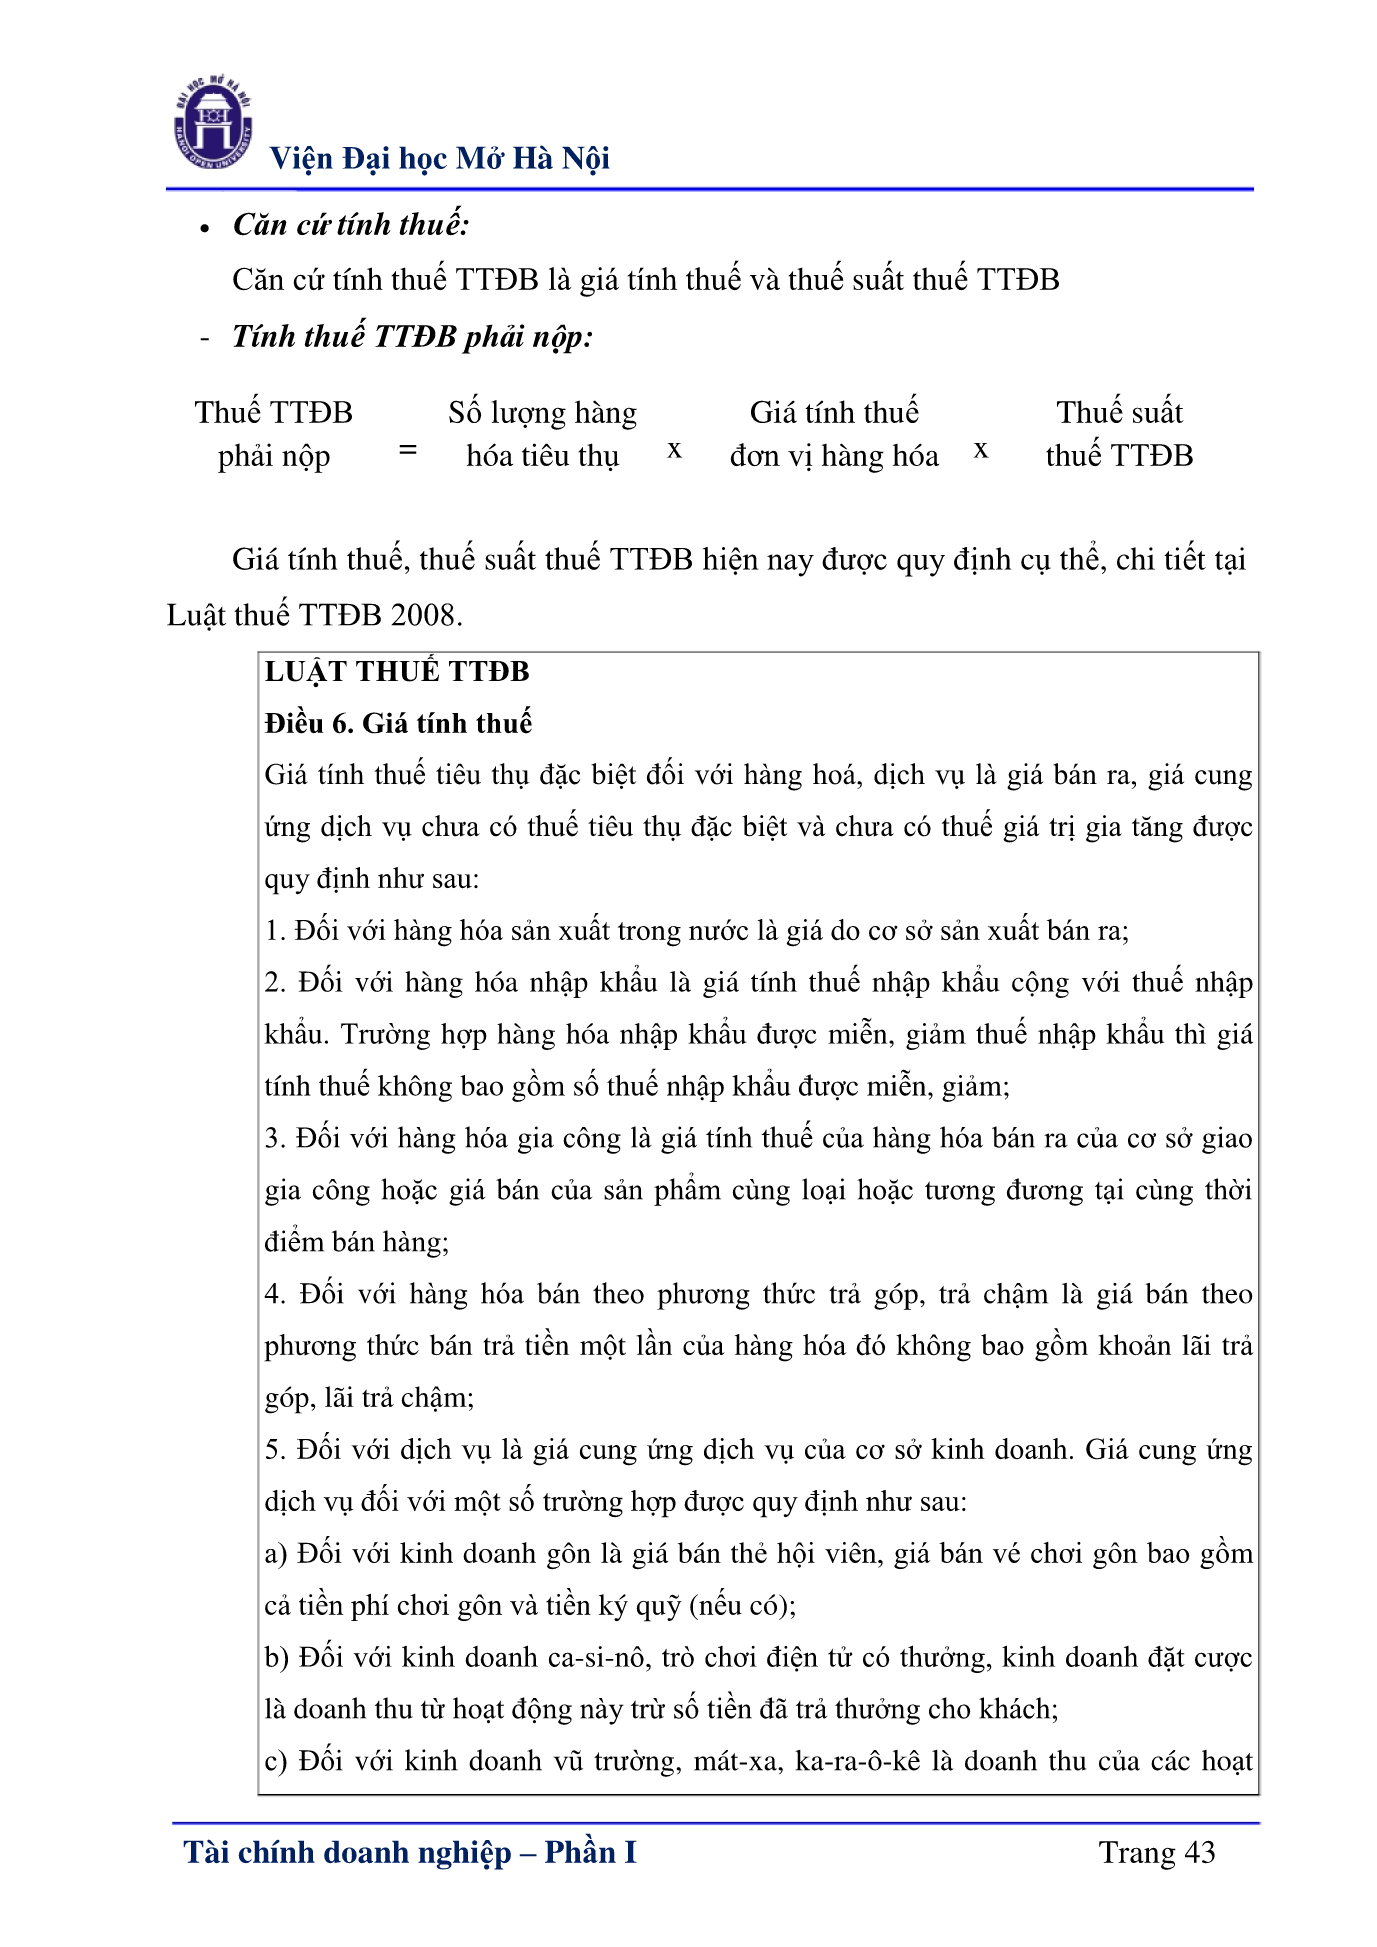 ĐẠI HỌC MỞ HÀ NỘI
HANOI OPEN UNIVERSITY
Viện Đại học Mở Hà Nội
• Căn cứ tính thuế:
Căn cứ tính thuế TTĐB là giá tính thuế và thuế suất thuế TTĐB
- Tính thuế TTĐB phải nộp:
Thuế TTĐB Số lượng hàng Giá tính thuế Thuế suất
phải nộp = hóa tiêu thụ x đơn vị hàng hóa x thuế TTĐB
Giá tính thuế, thuế suất thuế TTĐB hiện nay được quy định cụ thể, chi tiết tại
Luật thuế TTĐB 2008.
LUẬT THUẾ TTĐB
Điều 6. Giá tính thuế
Giá tính thuế tiêu thụ đặc biệt đối với hàng hoá, dịch vụ là giá bán ra, giá cung
ứng dịch vụ chưa có thuế tiêu thụ đặc biệt và chưa có thuế giá trị gia tăng được
quy định như sau:
1. Đối với hàng hóa sản xuất trong nước là giá do cơ sở sản xuất bán ra;
2. Đối với hàng hóa nhập khẩu là giá tính thuế nhập khẩu cộng với thuế nhập
khẩu. Trường hợp hàng hóa nhập khẩu được miễn, giảm thuế nhập khẩu thì giá
tính thuế không bao gồm số thuế nhập khẩu được miễn, giảm;
3. Đối với hàng hóa gia công là giá tính thuế của hàng hóa bán ra của cơ sở giao
gia công hoặc giá bán của sản phẩm cùng loại hoặc tương đương tại cùng thời
điểm bán hàng;
4. Đối với hàng hóa bán theo phương thức trả góp, trả chậm là giá bán theo
phương thức bán trả tiền một lần của hàng hóa đó không bao gồm khoản lãi trả
góp, lãi trả chậm;
5. Đối với dịch vụ là giá cung ứng dịch vụ của cơ sở kinh doanh. Giá cung ứng
dịch vụ đối với một số trường hợp được quy định như sau:
a) Đối với kinh doanh gôn là giá bán thẻ hội viên, giá bán vé chơi gôn bao gồm
cả tiền phí chơi gôn và tiền ký quỹ (nếu có);
b) Đối với kinh doanh ca-si-nô, trò chơi điện tử có thưởng, kinh doanh đặt cược
là doanh thu từ hoạt động này trừ số tiền đã trả thưởng cho khách;
c) Đối với kinh doanh vũ trường, mát-xa, ka-ra-ô-kê là doanh thu của các hoạt
Tài chính doanh nghiệp – Phần I Trang 43